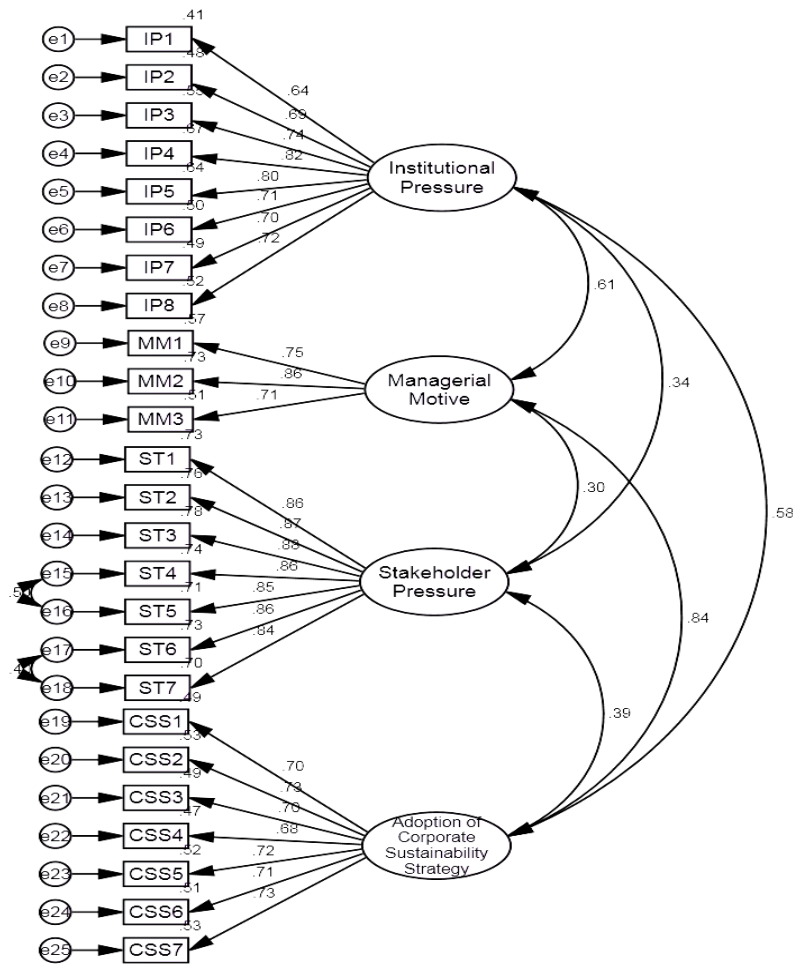 .41
e1 IP1
.48
e2 IP2
.55
.64
e3 IP3
.69
.67
.74
e4 IP4
.82
.64
Institutional
Pressure
.80
e5 IP5
.71
.50
e6 IP6
.70
.49
.72
e7 IP7
.52
.61
e8 IP8
.57
e9 MM1
.75
.73
.86
e10 MM2
Managerial
Motive
.34
.51
.71
e11 MM3
.73
e12 ST1
.76
.30
e13 ST2
.86
.78
.58
.87
e14 ST3
.74
.86
e15 ST4
Stakeholder
Pressure
.71
.85
e16 ST5
.86
.73
.84
.84
e17 ST6
.70
e18 ST7
.49
.39
e19 CSS1
.53
e20 CSS2
.70
.49
.73
e21 CSS3
.70
.47
.68
e22 CSS4
Adoption of
Corporate
Sustainability
Strategy
.52
.72
e23 CSS5
.71
.51
.73
e24 CSS6
.53
e25 CSS7